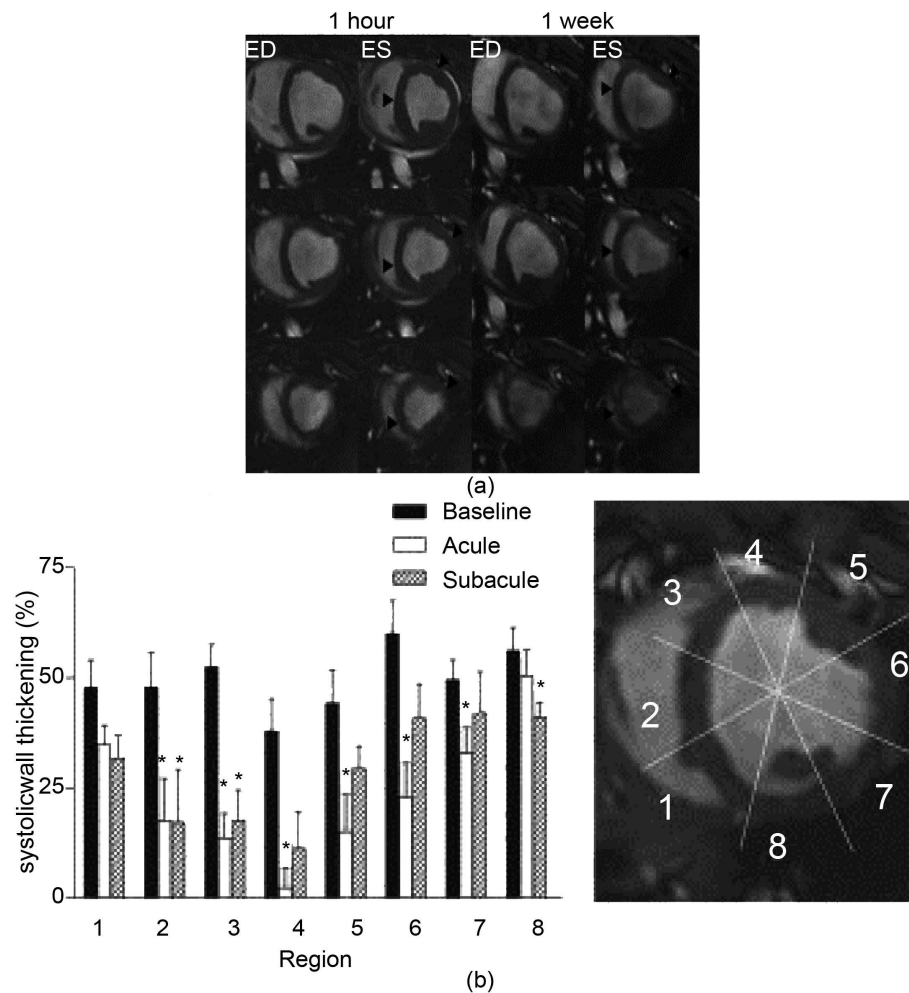 1 hour 1 week
ED ES ED ES
(a)
Baseline
Acule
Subacule
75
50
25
0
systolicwall thickening (%)
* * * * * * * * *
1 2 3 4 5 6 7 8
Region
4
5
3
6
2
7
1
8
(b)